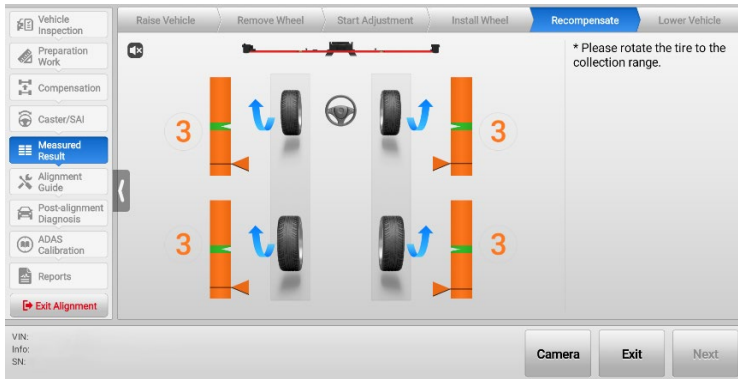 Raise Vehicle
Remove Wheel
Start Adjustment
Install Wheel
Recompensate
Lower Vehicle
Vehicle
Inspection
Preparation
Work
Compensation
Caster/SAI
Measured
Result
Alignment
Guide
Post-alignment
Diagnosis
ADAS
Calibration
Reports
Exit Alignment
* Please rotate the tire to the
collection range.
3
3
3
3
VIN:
Info:
SN:
Camera
Exit
Next